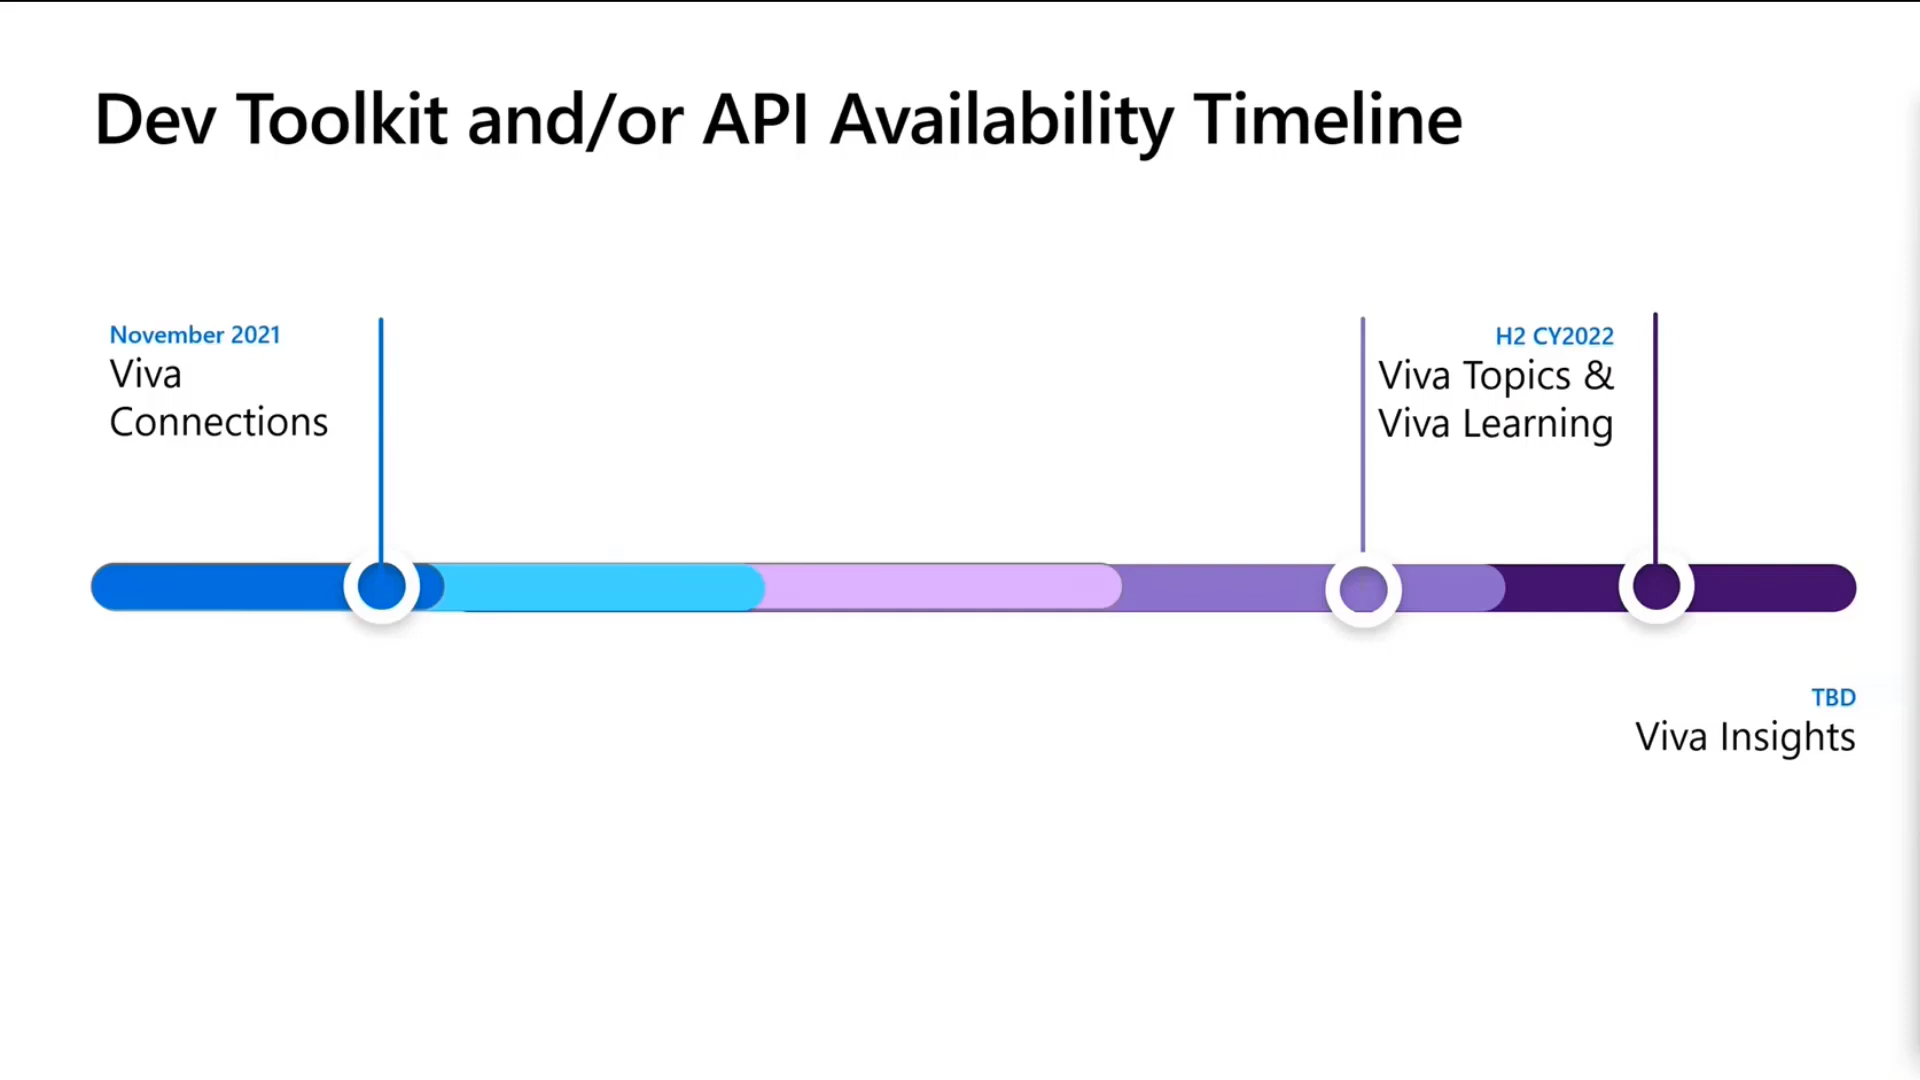 Dev Toolkit and/or API Availability Timeline
November 2021
Viva
Connections
H2 CY2022
Viva Topics &
Viva Learning
TBD
Viva Insights